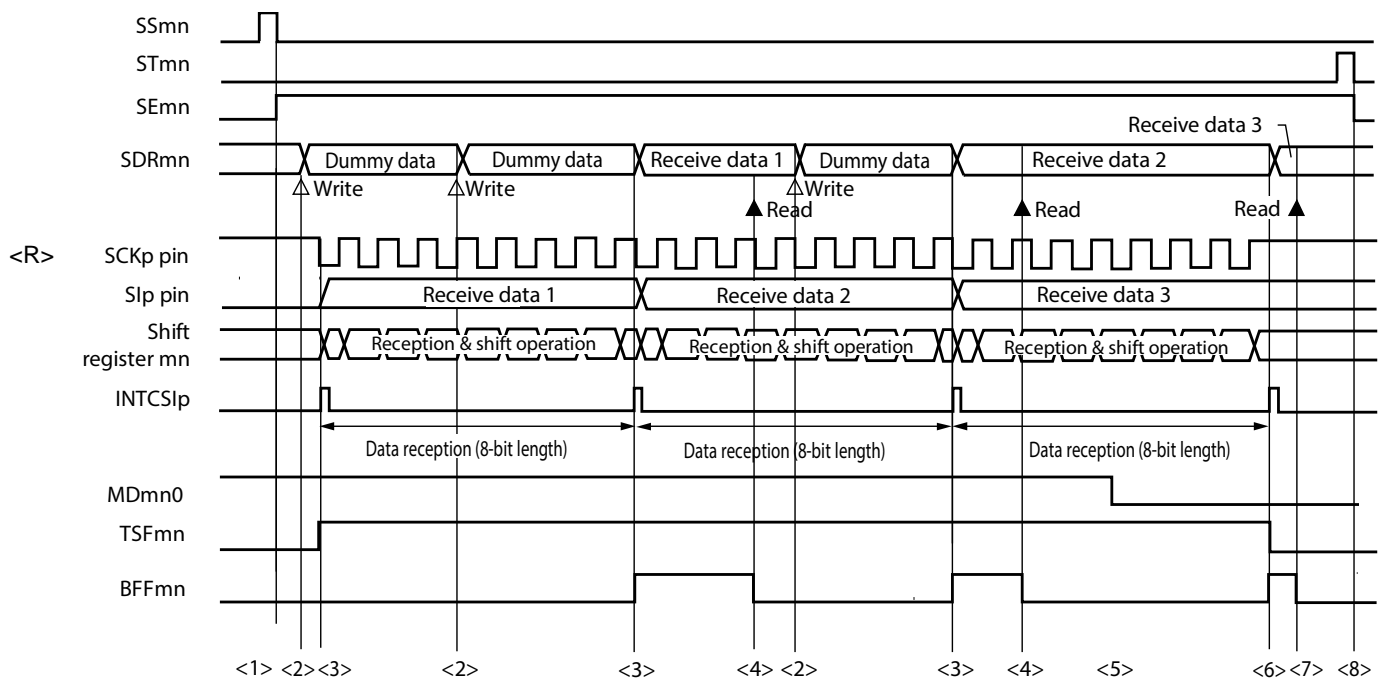 SSmn
STmn
SEmn
Receive data 3
SDRmn
Dummy data
Dummy data
Receive data 1
Dummy data
Receive data 2
Write
Write
Write
Read
Read
Read
<R>
SCKp pin
SIp pin
Receive data 1
Receive data 2
Receive data 3
Shift
register mn
Reception & shift operation
Reception & shift operation
Reception & shift operation
INTCSIp
Data reception (8-bit length)
Data reception (8-bit length)
Data reception (8-bit length)
MDmn0
TSFmn
BFFmn
<1> <2> <3> <2> <3> <4> <2> <3> <4> <5> <6> <7> <8>